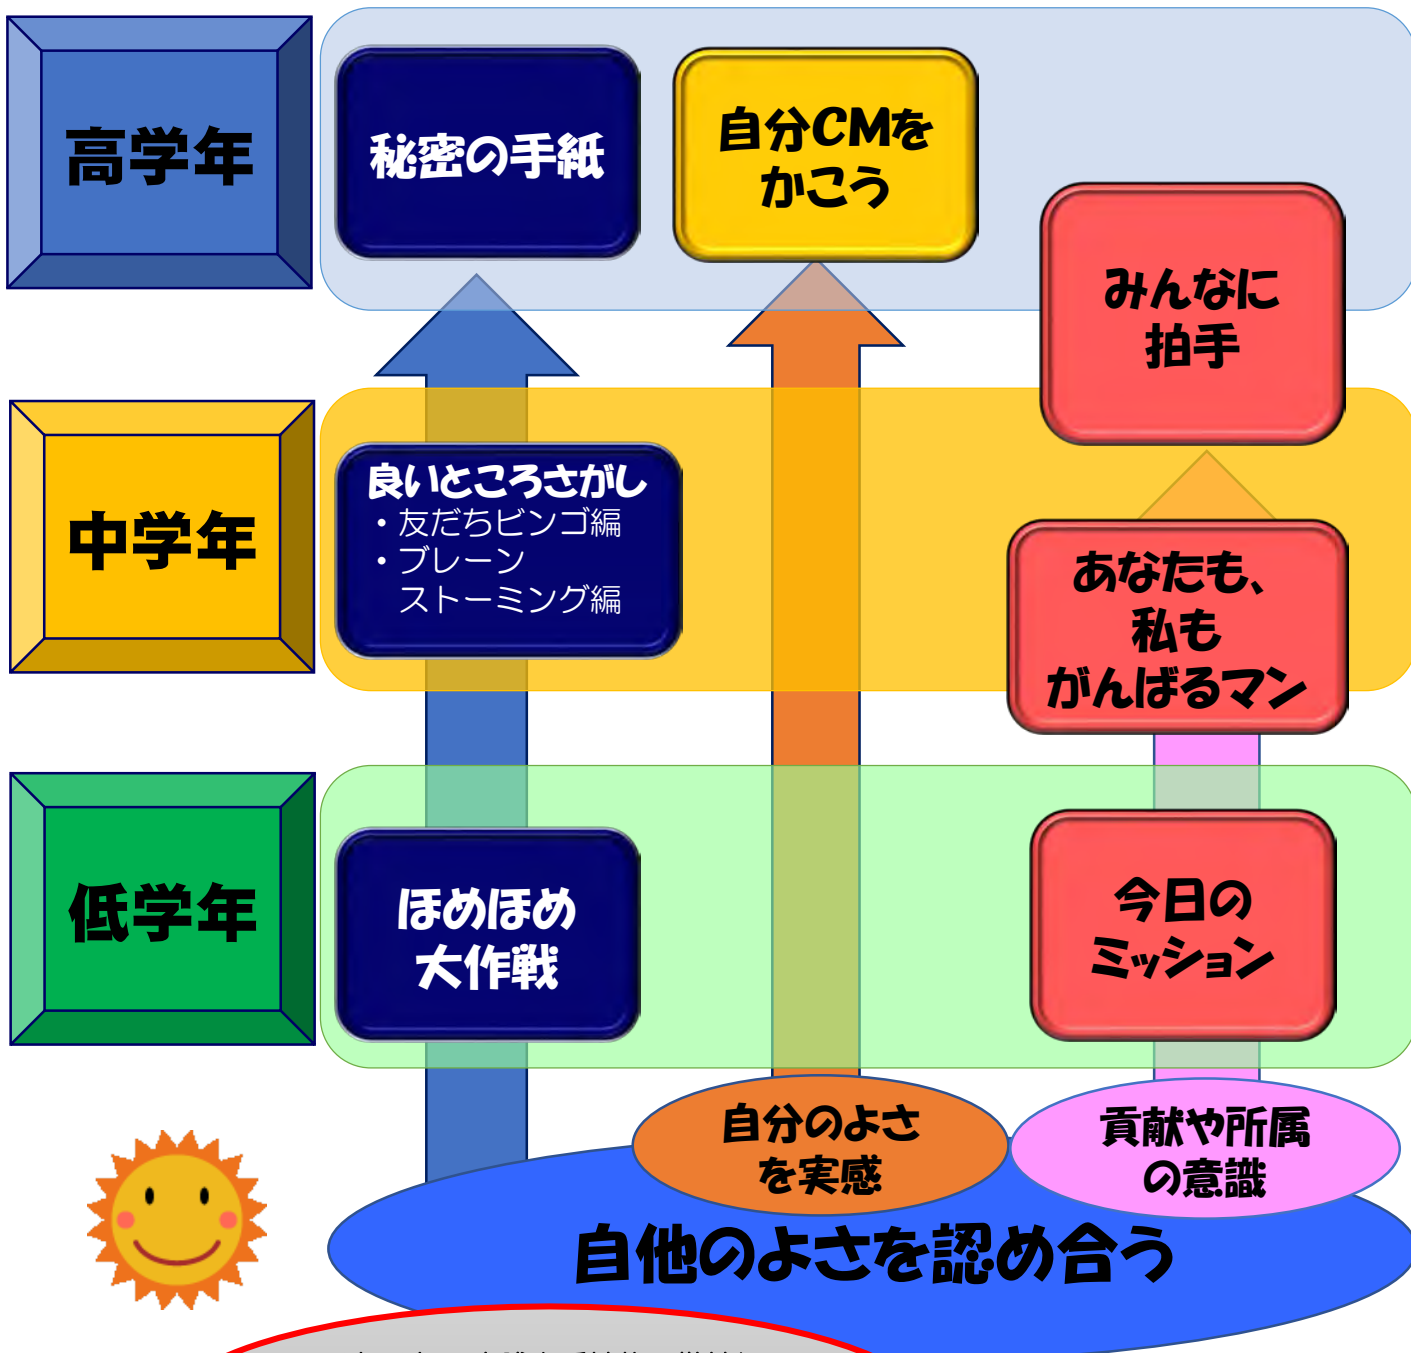 高学年
秘密の手紙
自分CMを
かこう
みんなに
拍手
中学年
良いところさがし
・友だちビンゴ編
・ブレーン
ストーミング編
あなたも、
私も
がんばるマン
低学年
ほめほめ
大作戦
今日の
ミッション
自分のよさ
を実感
貢献や所属
の意識
自他のよさを認め合う